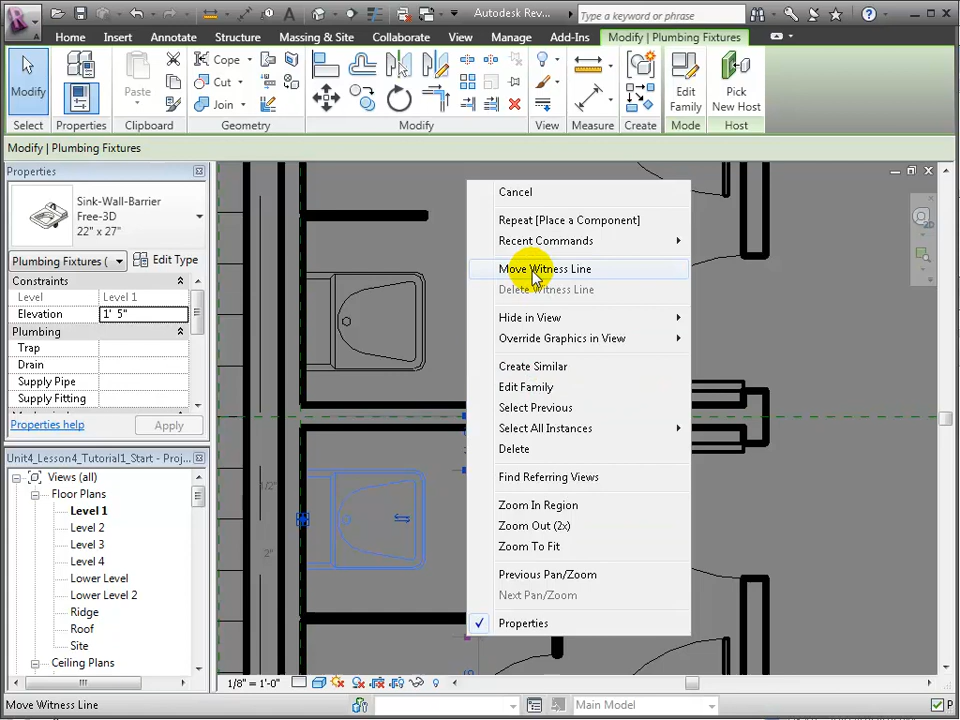 Autodesk Rev...
Type a keyword or phrase
Home Insert Annotate Structure Massing & Site Collaborate View Manage Add-Ins Modify | Plumbing Fixtures
Modify
Paste
Cope
Cut
Join
Edit Family
Pick New Host
Select Properties Clipboard Geometry Modify View Measure Create Mode Host
Modify | Plumbing Fixtures
Properties
Sink-Wall-Barrier
Free-3D
22" x 27"
Plumbing Fixtures (
Edit Type
Constraints
Level Level 1
Elevation 1' 5"
Plumbing
Trap
Drain
Supply Pipe
Supply Fitting
Properties help Apply
Unit4_Lesson4_Tutorial1_Start - Proj...
Views (all)
Floor Plans
Level 1
Level 2
Level 3
Level 4
Lower Level
Lower Level 2
Ridge
Roof
Site
Ceiling Plans
Cancel
Repeat [Place a Component]
Recent Commands
Move Witness Line
Delete Witness Line
Hide in View
Override Graphics in View
Create Similar
Edit Family
Select Previous
Select All Instances
Delete
Find Referring Views
Zoom In Region
Zoom Out (2x)
Zoom To Fit
Previous Pan/Zoom
Next Pan/Zoom
Properties
2D
1/8" = 1'-0"
Move Witness Line
Main Model